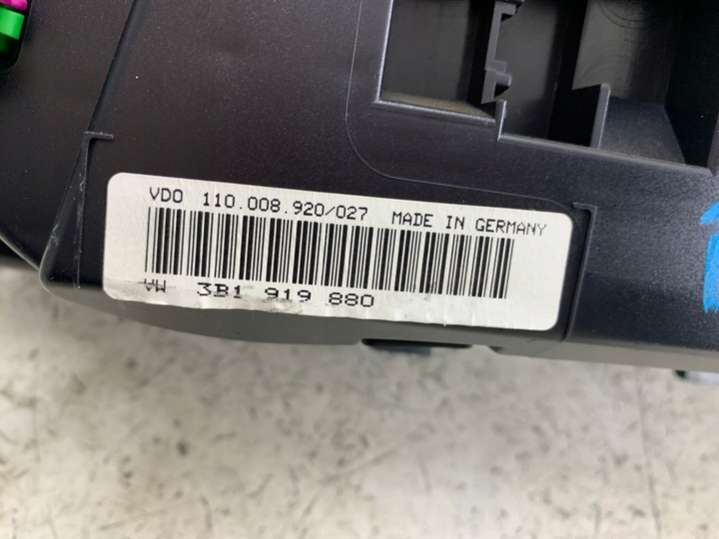 VDO 110.008.920/027 MADE IN GERMANY
VW 3B1 919 880